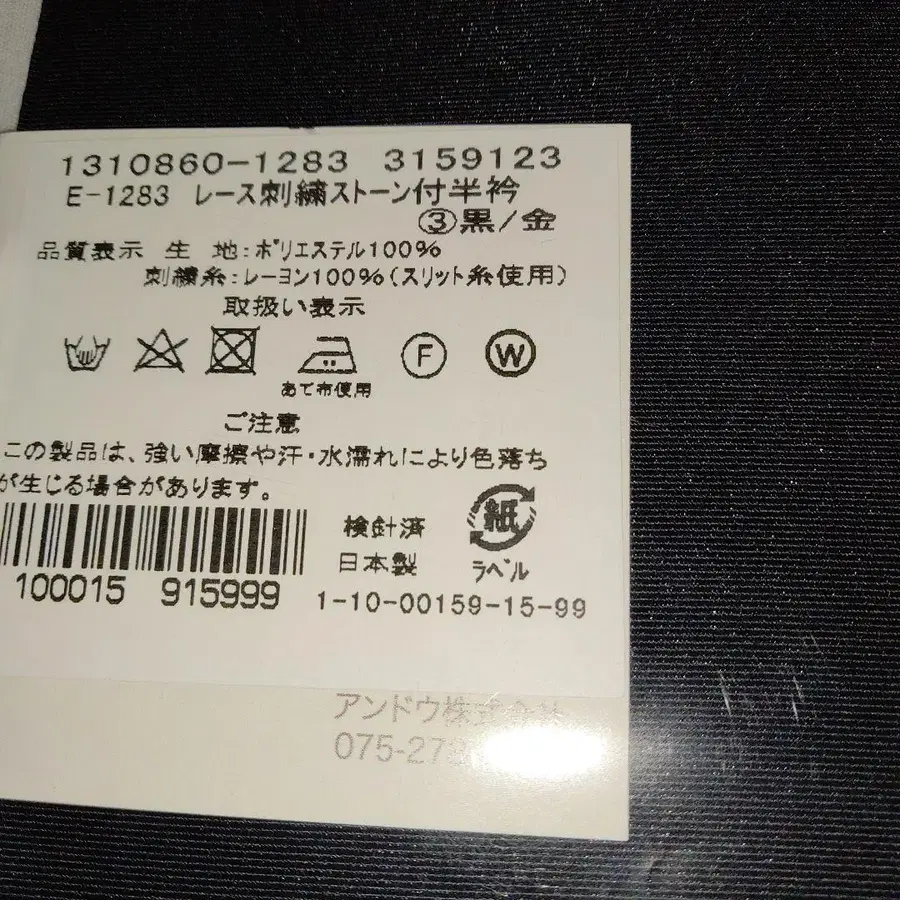 1310860-1283 3159123
E-1283 レース刺繍ストーン付半衿
③黒/金
品質表示 生 地:ポリエステル100%
刺繍糸:レーヨン100%(スリット糸使用)
取扱い表示
F W
あて布使用
ご注意
この製品は、強い摩擦や汗・水濡れにより色落ち
が生じる場合があります。
検針済
紙
日本製
ラベル
100015 915999
1-10-00159-15-99
アンドウ株式会社
075-27